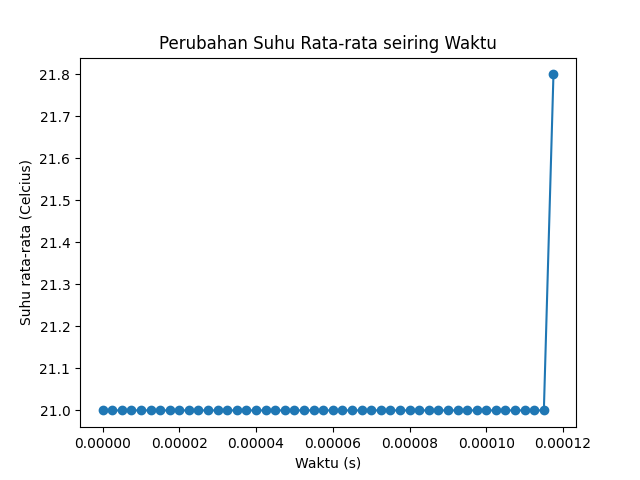 Perubahan Suhu Rata-rata seiring Waktu
21.8
21.7
21.6
21.5
21.4
21.3
21.2
21.1
21.0
Suhu rata-rata (Celcius)
0.00000 0.00002 0.00004 0.00006 0.00008 0.00010 0.00012
Waktu (s)